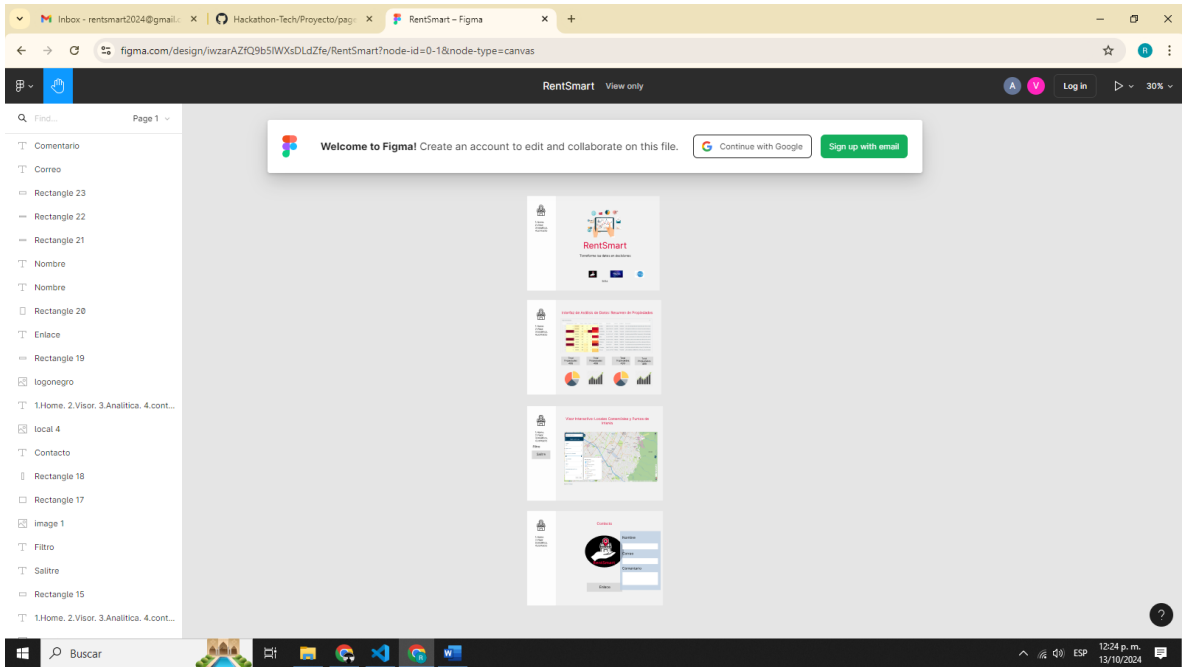 Inbox - rentsmart2024@gmail.c
Hackathon-Tech/Proyecto/page
RentSmart – Figma
figma.com/design/iwzarAZfQ9b5IWXsDLdZfe/RentSmart?node-id=0-1&node-type=canvas
R
RentSmart View only
A V Log in 30%
Find... Page 1
Welcome to Figma! Create an account to edit and collaborate on this file. Continue with Google Sign up with email
Comentario
Correo
Rectangle 23
Rectangle 22
Rectangle 21
Nombre
Nombre
Rectangle 20
Enlace
Rectangle 19
logonegro
1.Home. 2.Visor. 3.Analitica. 4.cont...
local 4
Contacto
Rectangle 18
Rectangle 17
image 1
Filtro
Salitre
Rectangle 15
1.Home. 2.Visor. 3.Analitica. 4.cont...
RentSmart
Contacto
Nombre
Correo
Comentario
Enlace
?
Buscar
ESP
12:24 p. m.
13/10/2024